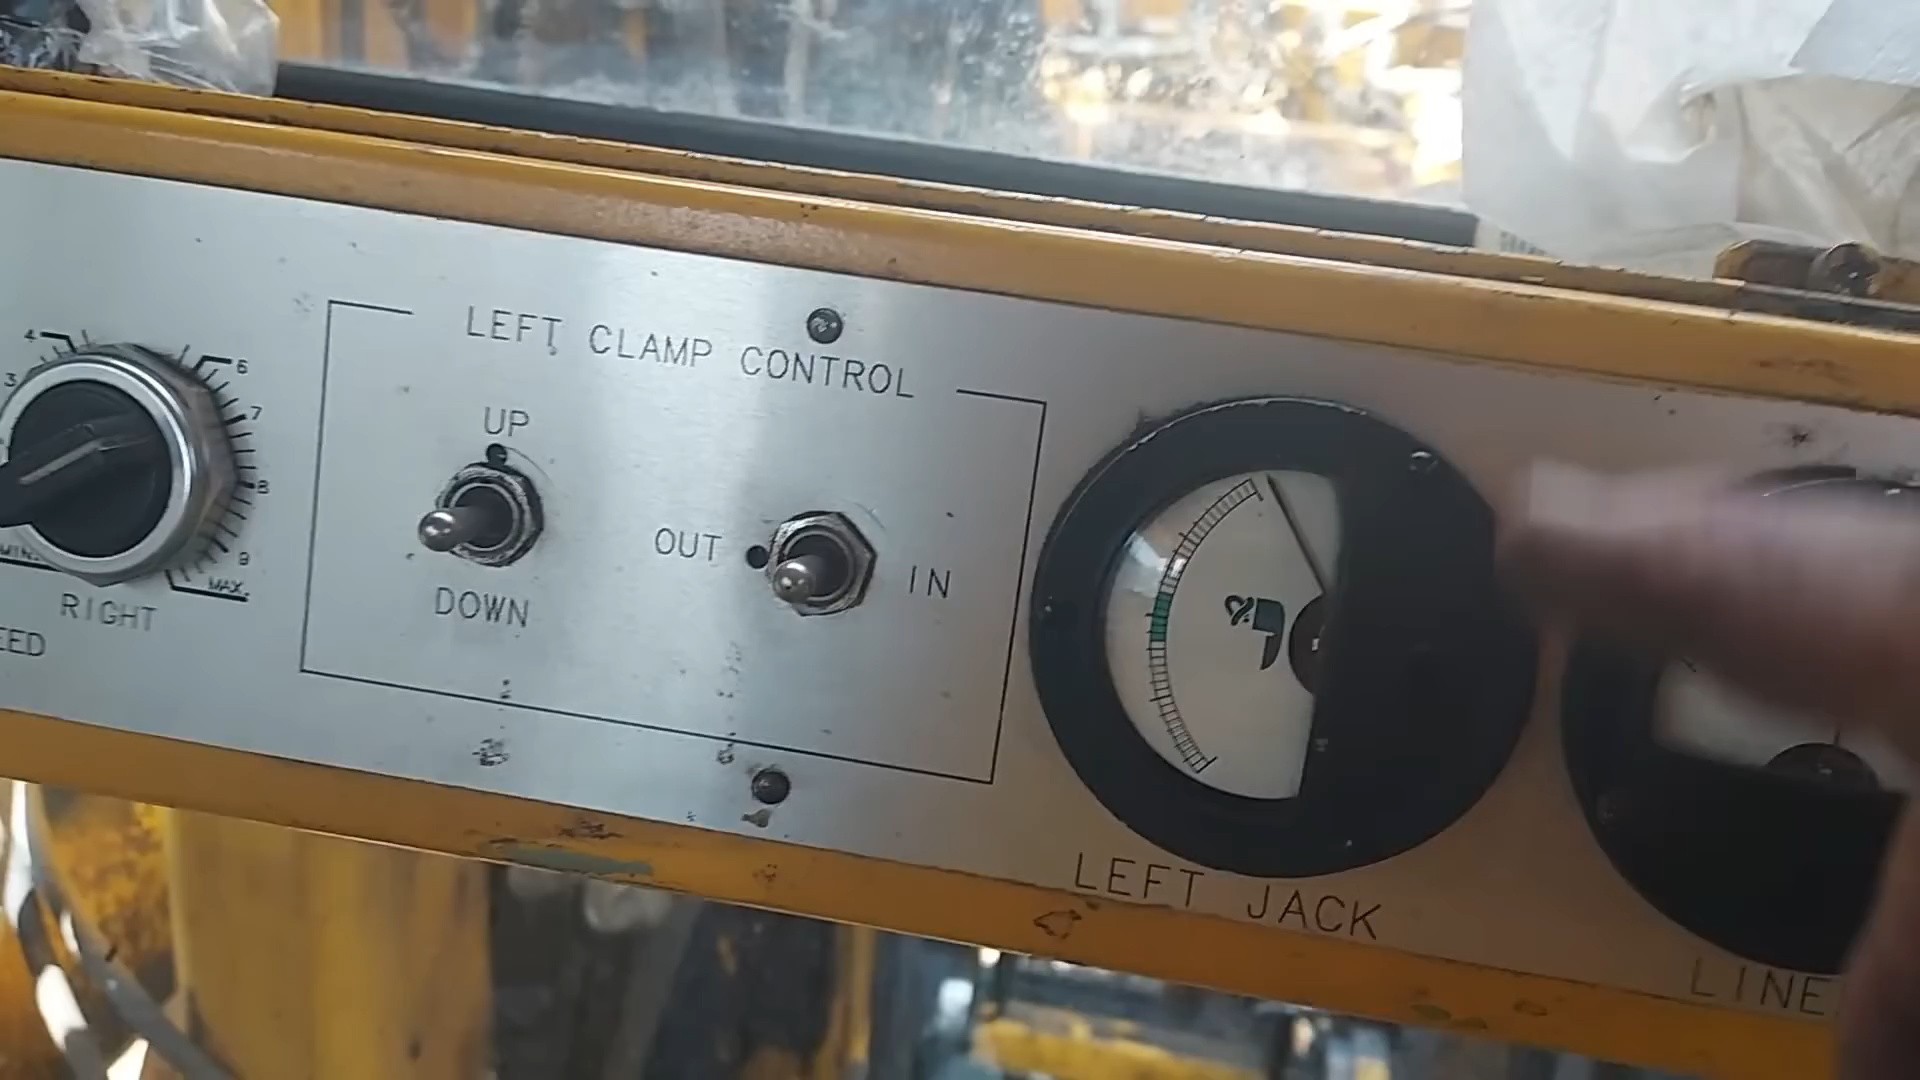 LEFT CLAMP CONTROL
UP
DOWN
OUT
IN
4
3
6
7
8
9
MIN.
MAX.
RIGHT
EED
LEFT JACK
LINE